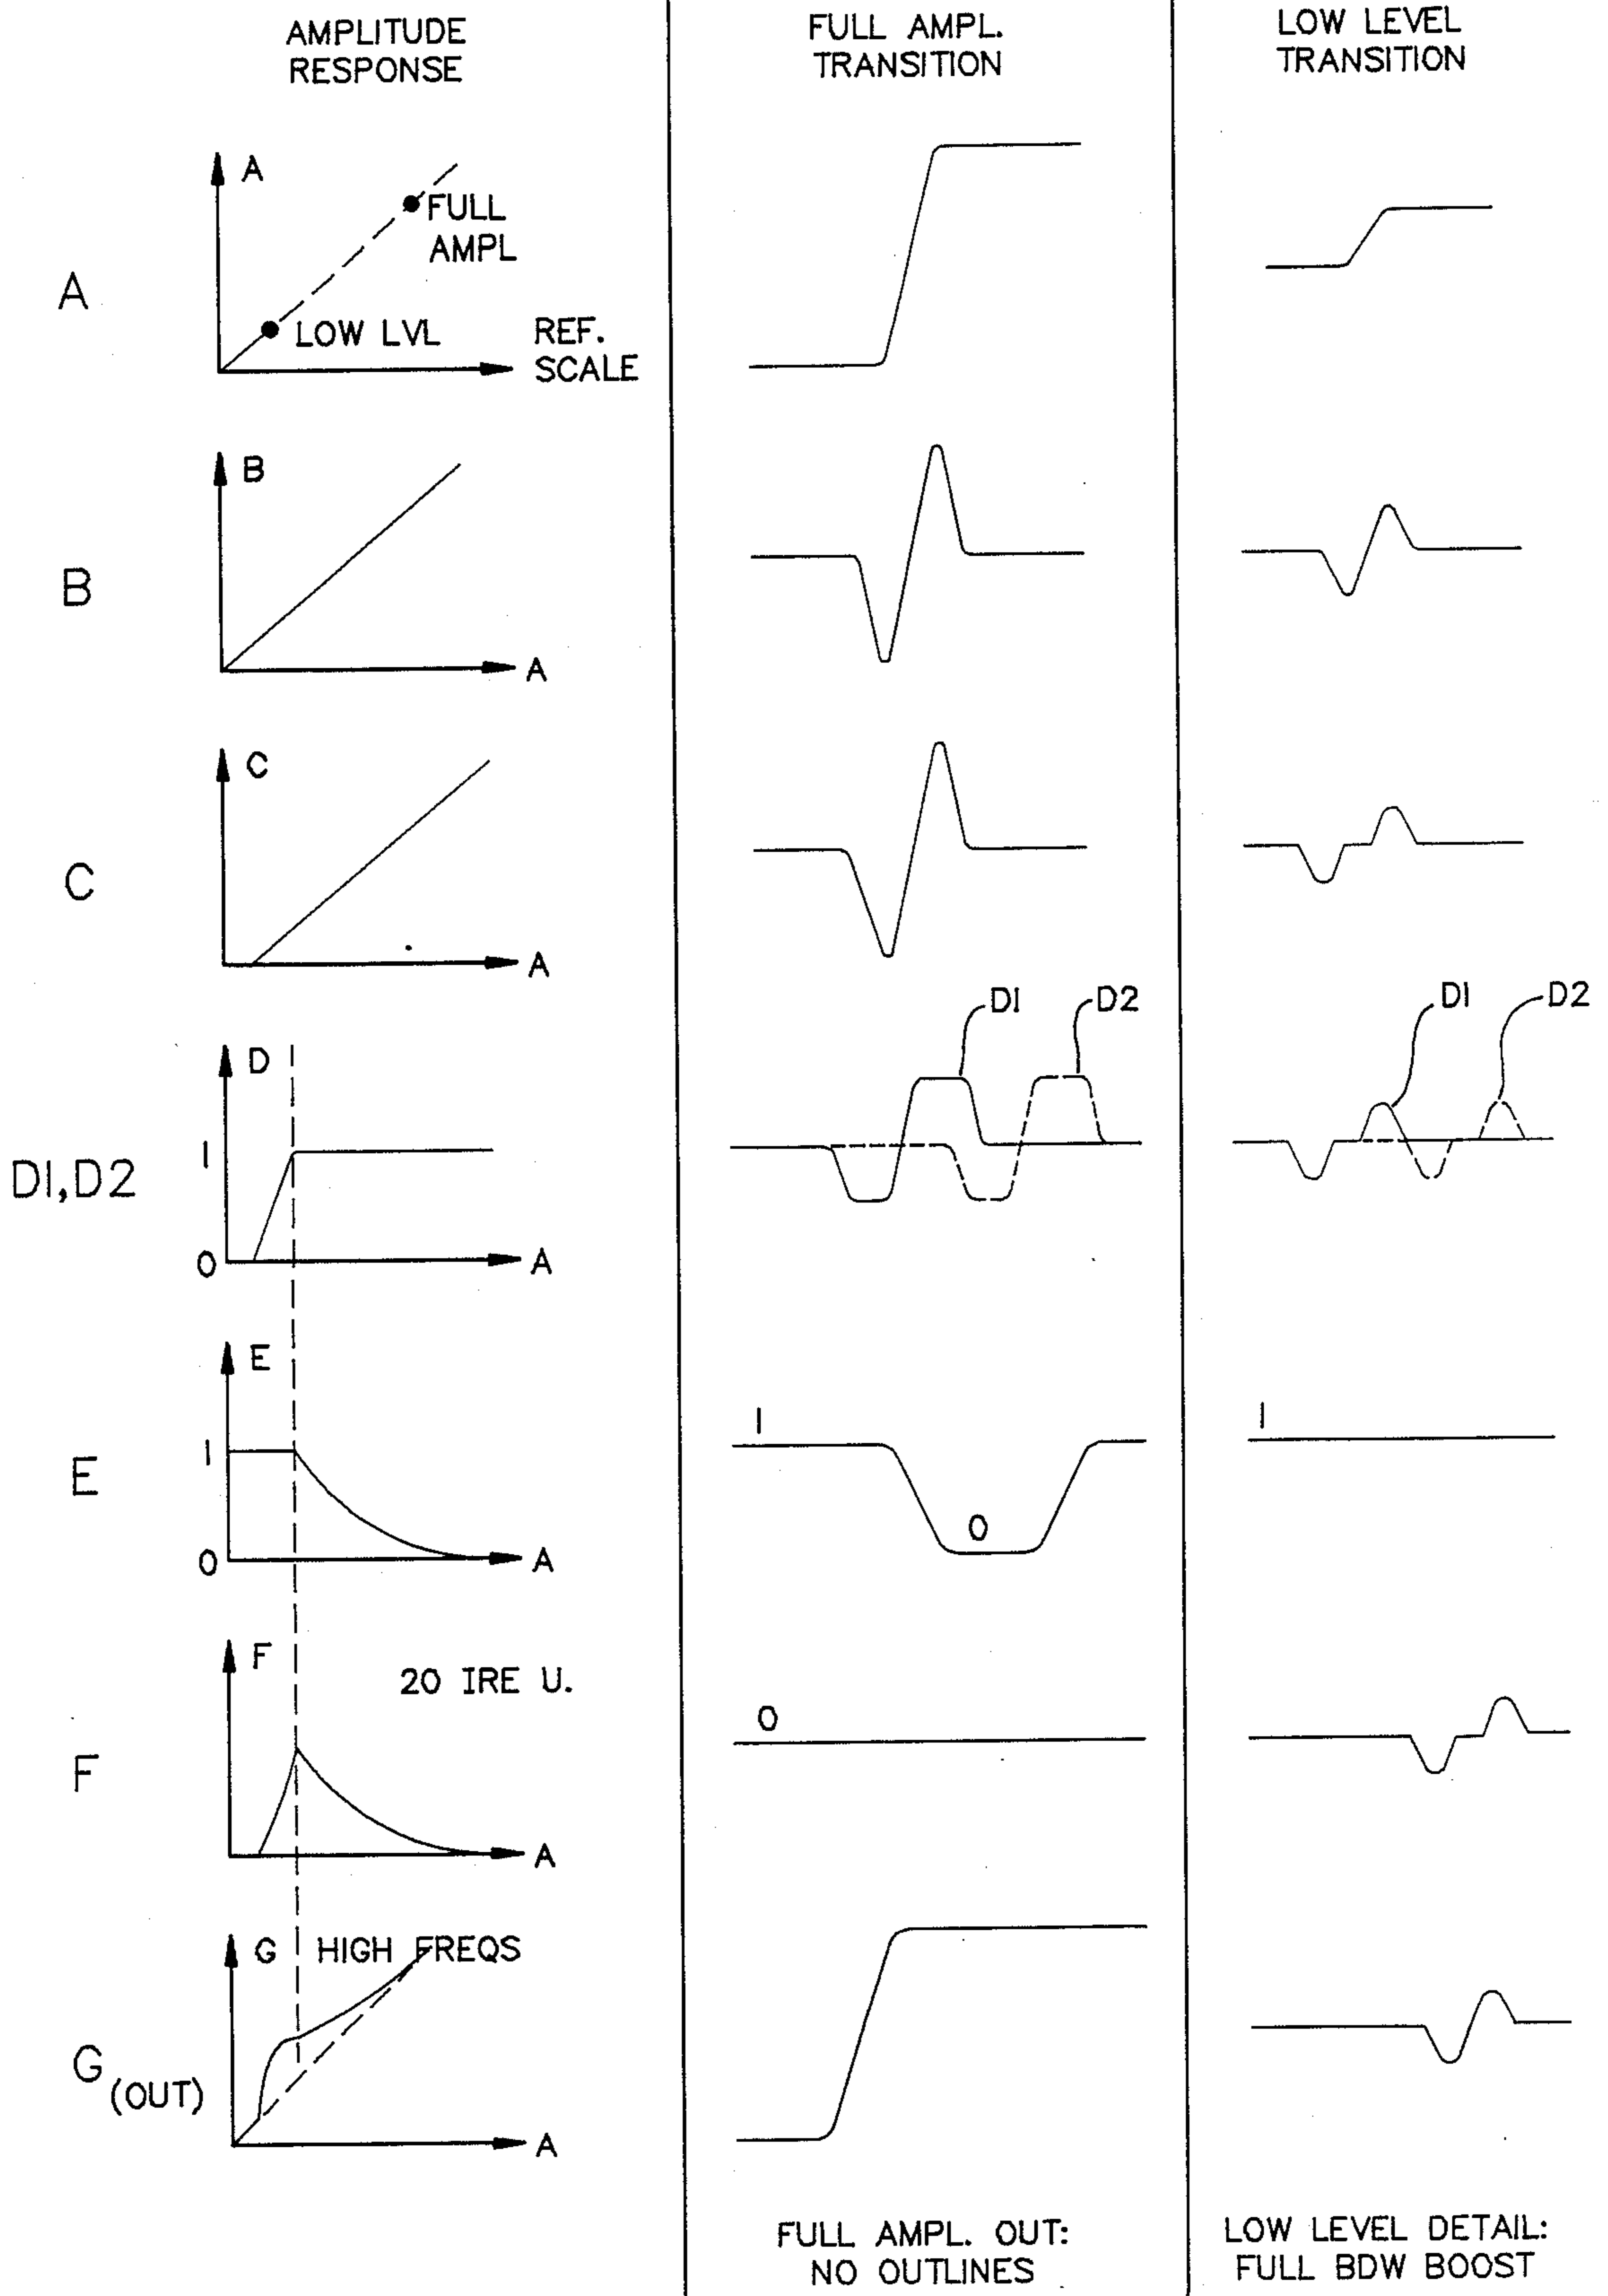 AMPLITUDE
RESPONSE
FULL AMPL.
TRANSITION
LOW LEVEL
TRANSITION
A
A
FULL
AMPL
LOW LVL
REF.
SCALE
B
B
A
C
C
A
D1,D2
D
1
0
A
D1
D2
D1
D2
E
E
1
0
A
1
0
1
F
F
20 IRE U.
A
0
G
(OUT)
G
HIGH FREQS
A
FULL AMPL. OUT:
NO OUTLINES
LOW LEVEL DETAIL:
FULL BDW BOOST